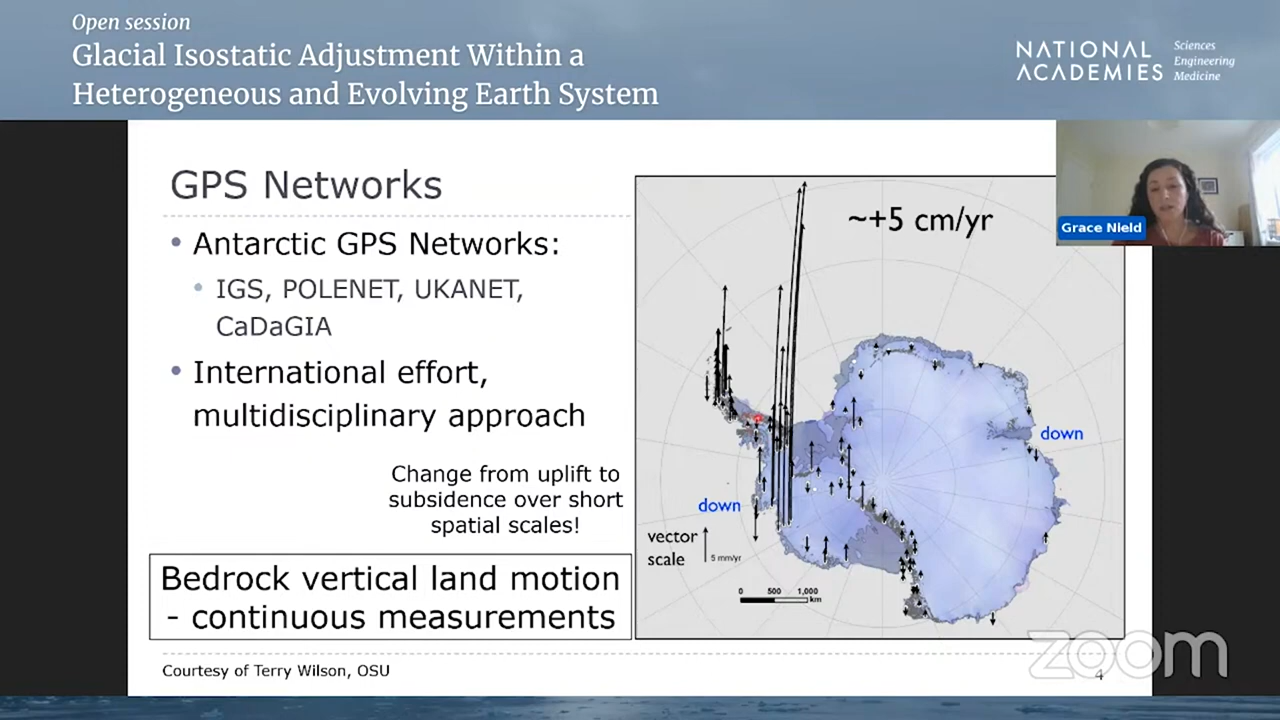 Open session
Glacial Isostatic Adjustment Within a
Heterogeneous and Evolving Earth System
NATIONAL
ACADEMIES
Sciences
Engineering
Medicine
GPS Networks
• Antarctic GPS Networks:
• IGS, POLENET, UKANET,
CaDaGIA
• International effort,
multidisciplinary approach
Change from uplift to
subsidence over short
spatial scales!
Bedrock vertical land motion
- continuous measurements
Courtesy of Terry Wilson, OSU
~+5 cm/yr
down
down
vector
scale
5 mm/yr
0 500 1,000
km
Grace Nield
zoom
4